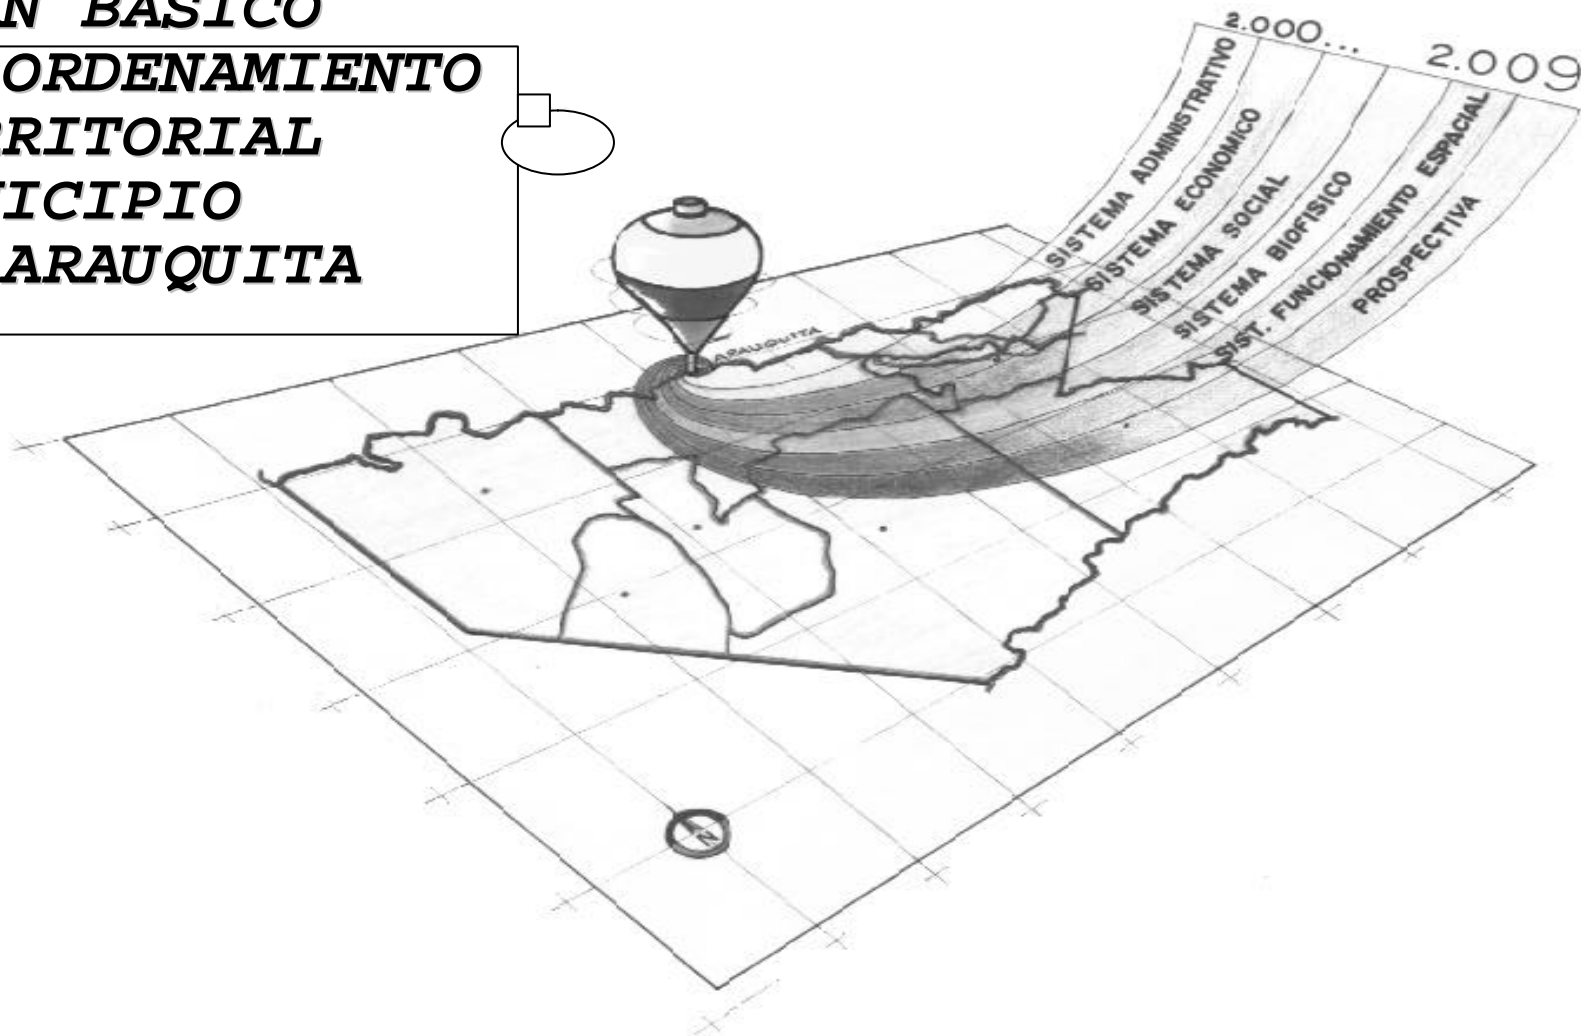 N BASICO
ORDENAMIENTO
RRITORIAL
ICIPIO
ARAUQUITA
2.000... 2.009
SISTEMA ADMINISTRATIVO
SISTEMA ECONOMICO
SISTEMA SOCIAL
SISTEMA BIOFISICO
SIST. FUNCIONAMIENTO ESPACIAL
PROSPECTIVA
ARAUQUITA
N